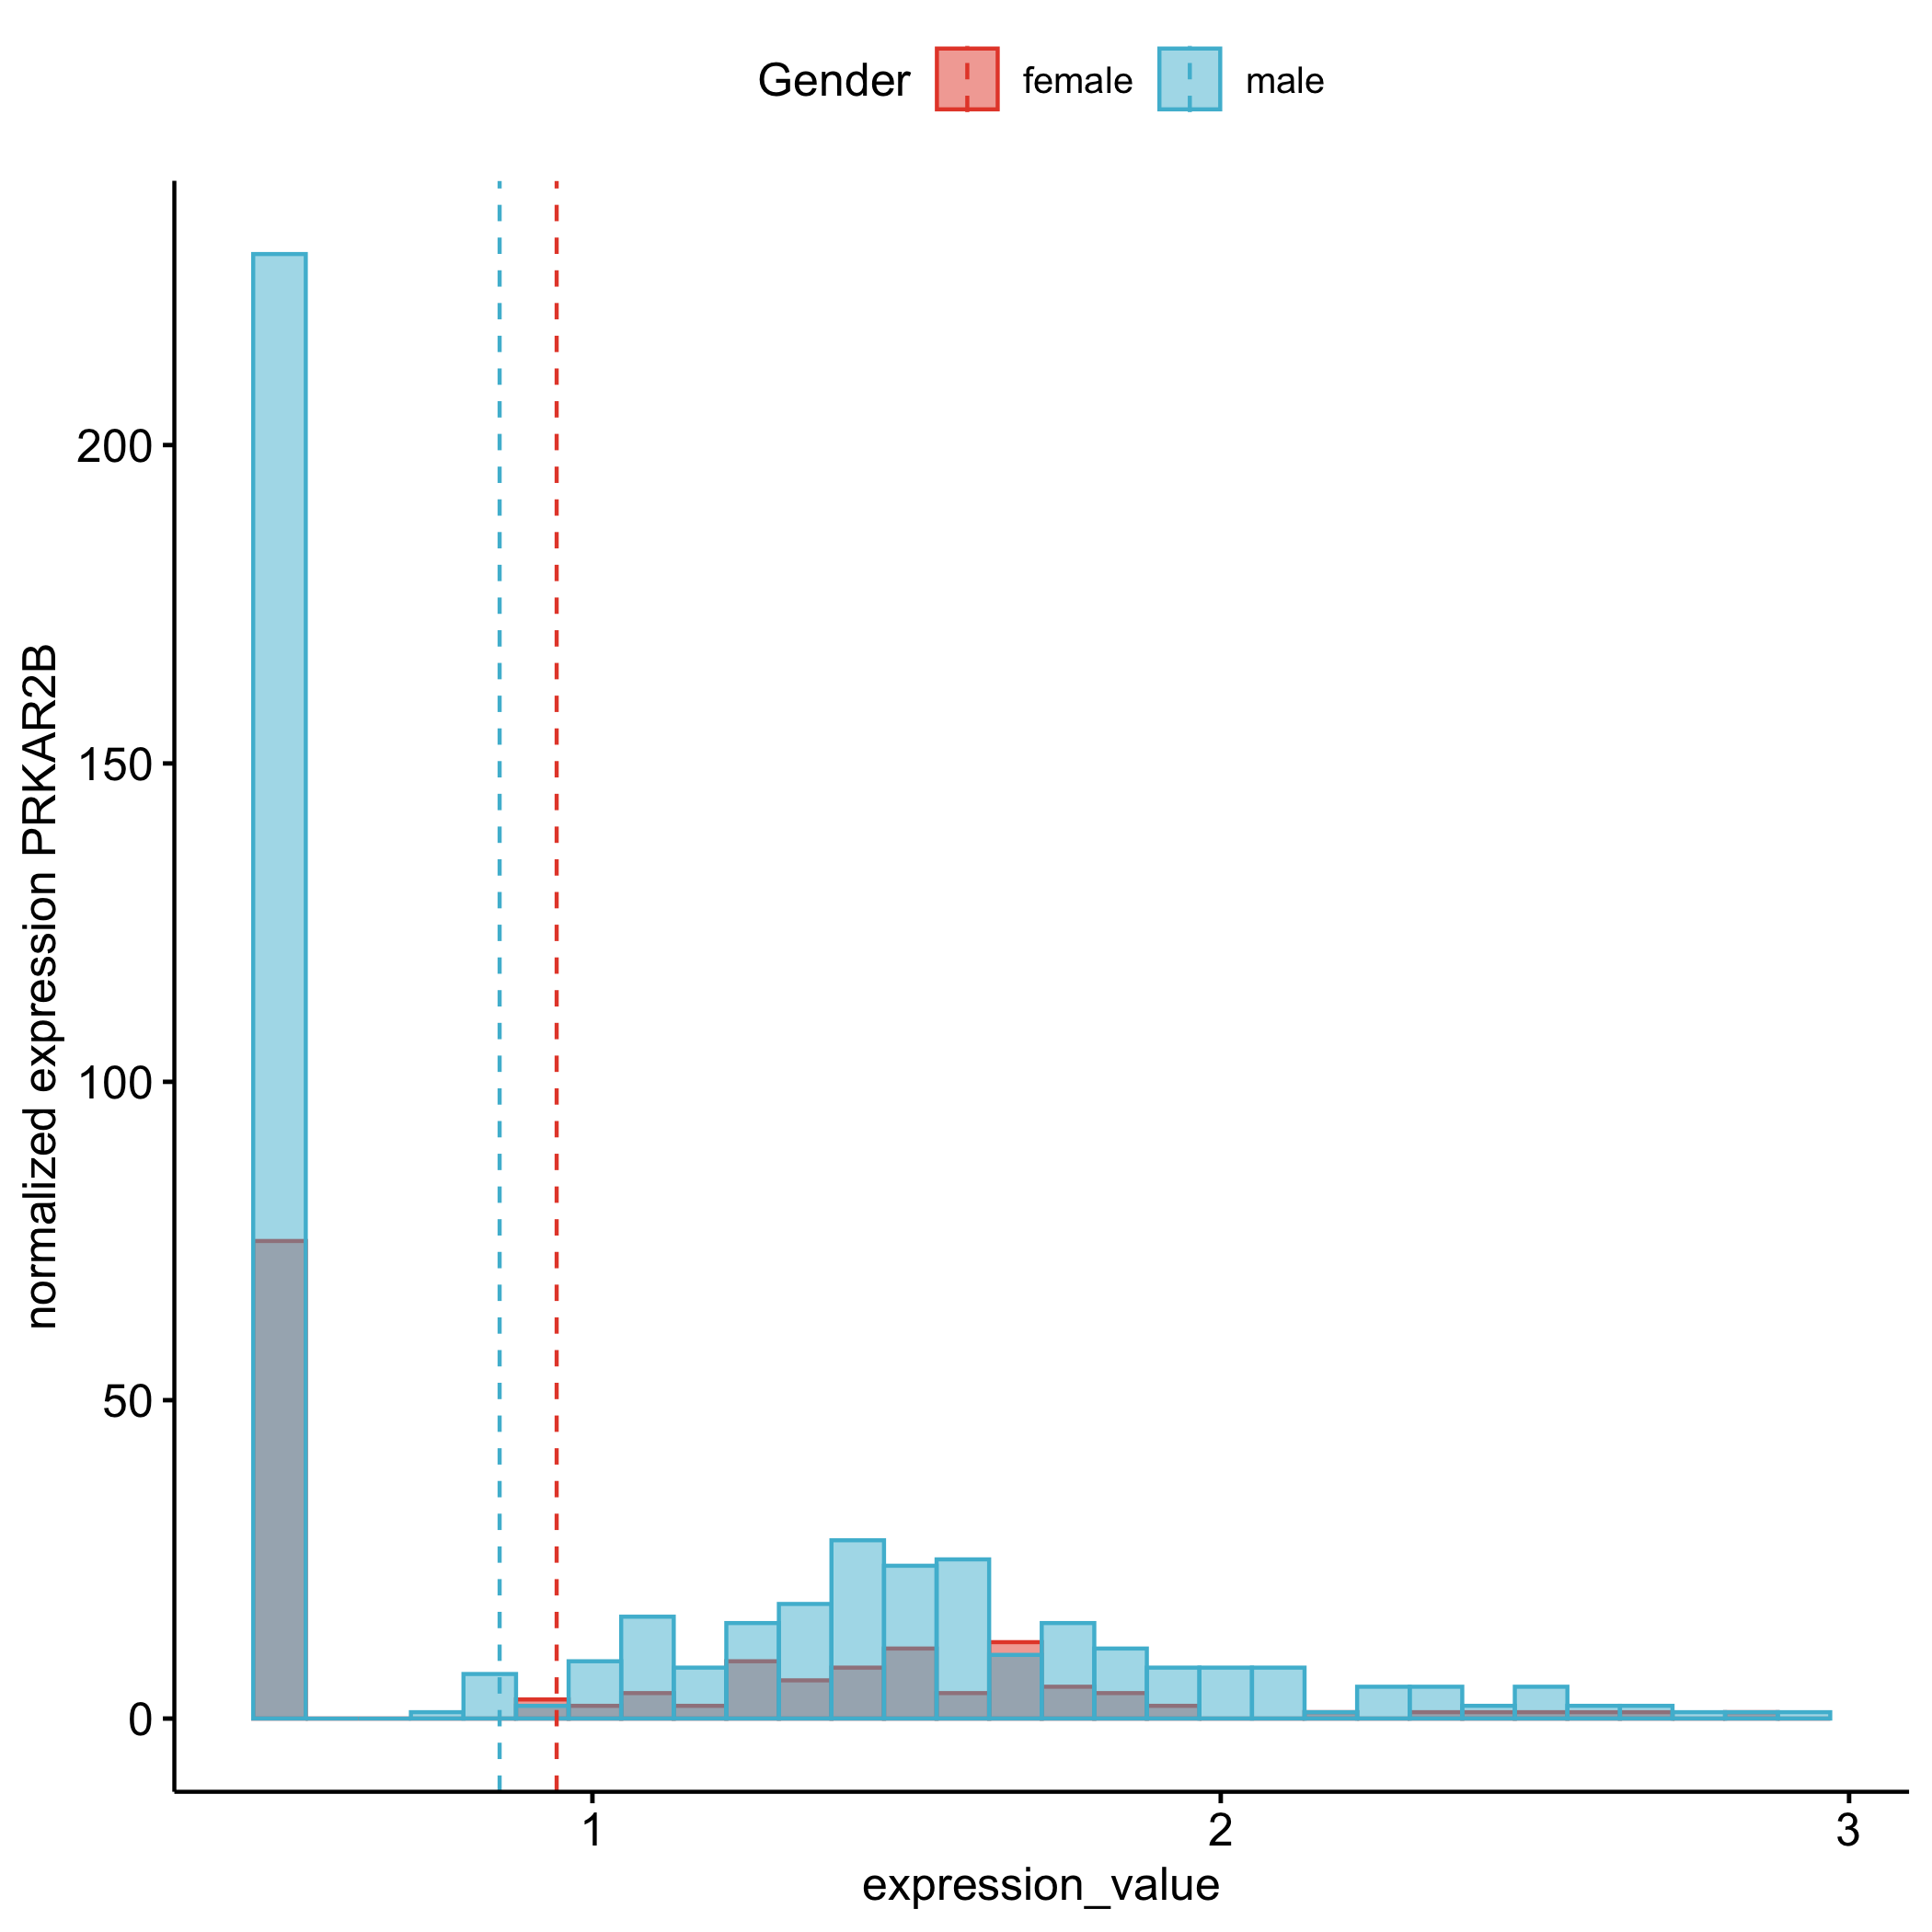 Gender female male
normalized expression PRKAR2B
200
150
100
50
0
1 2 3
expression_value